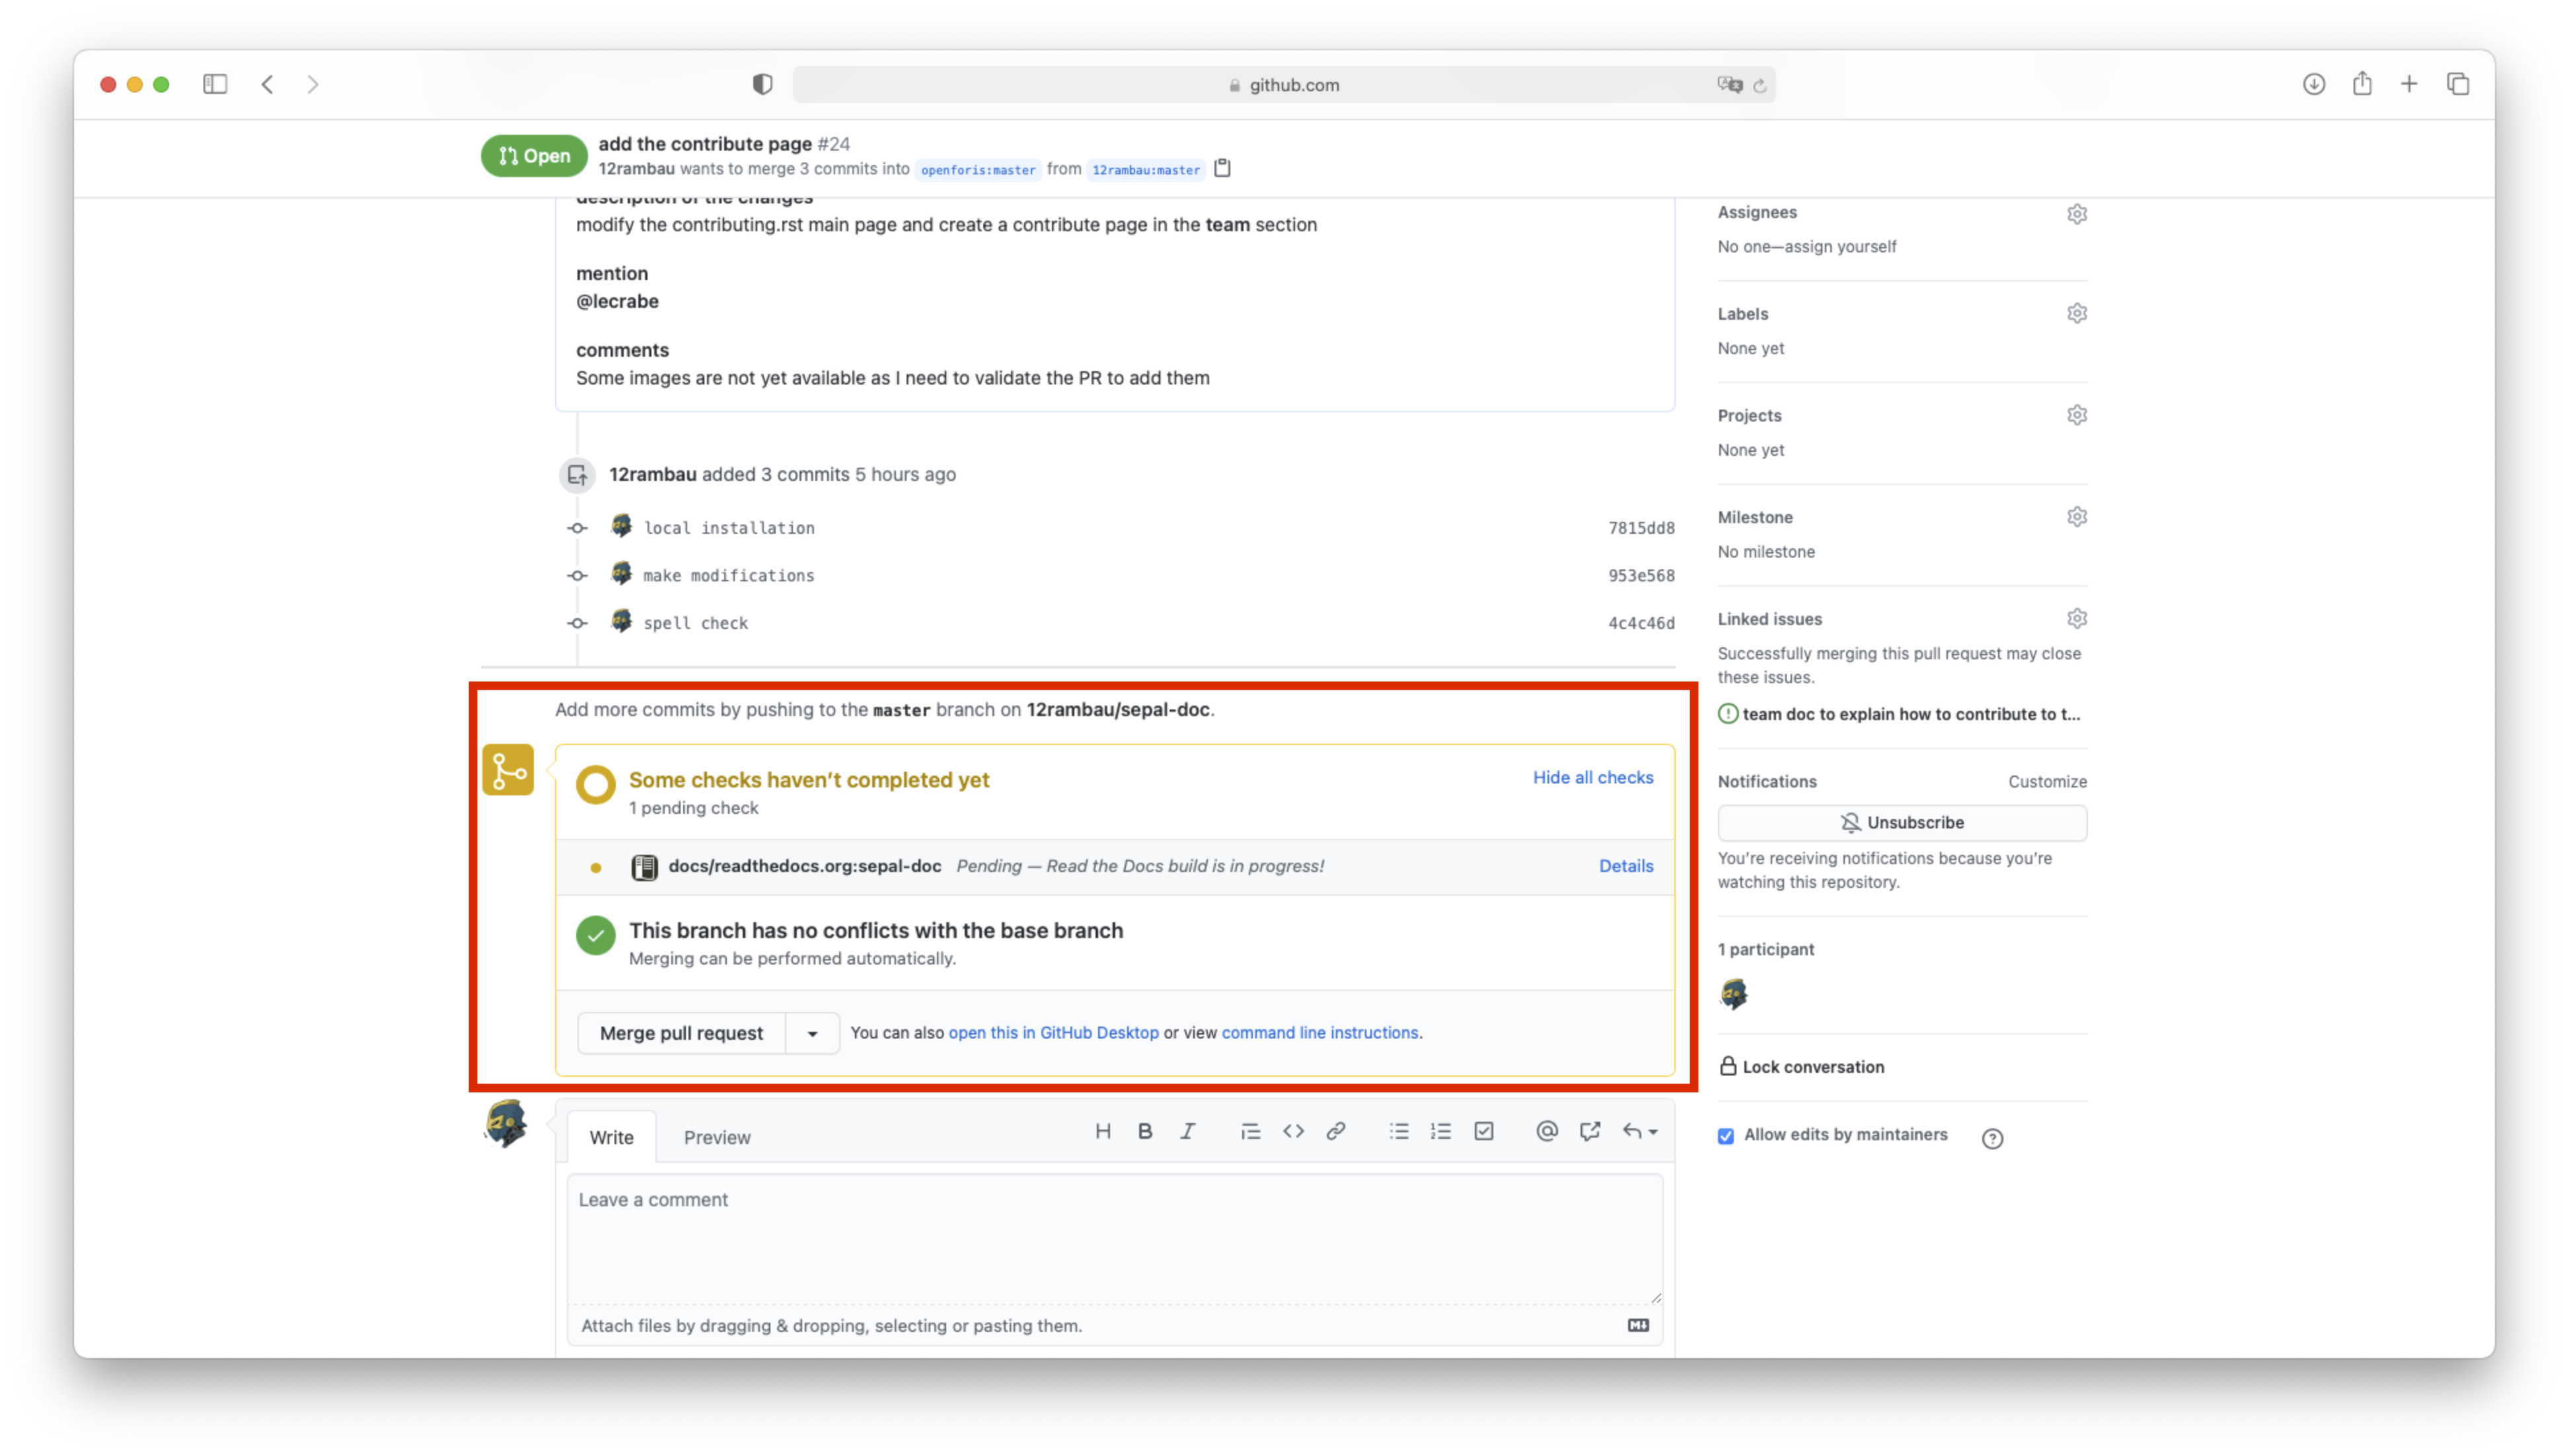 github.com
Open
add the contribute page #24
12rambau wants to merge 3 commits into openforis:master from 12rambau:master
description of the changes
modify the contributing.rst main page and create a contribute page in the team section
mention
@lecrabe
comments
Some images are not yet available as I need to validate the PR to add them
12rambau added 3 commits 5 hours ago
local installation 7815dd8
make modifications 953e568
spell check 4c4c46d
Add more commits by pushing to the master branch on 12rambau/sepal-doc.
Some checks haven't completed yet
Hide all checks
1 pending check
docs/readthedocs.org:sepal-doc Pending — Read the Docs build is in progress! Details
This branch has no conflicts with the base branch
Merging can be performed automatically.
Merge pull request
You can also open this in GitHub Desktop or view command line instructions.
Write Preview
Leave a comment
Attach files by dragging & dropping, selecting or pasting them.
Assignees
No one—assign yourself
Labels
None yet
Projects
None yet
Milestone
No milestone
Linked issues
Successfully merging this pull request may close
these issues.
team doc to explain how to contribute to t...
Notifications Customize
Unsubscribe
You're receiving notifications because you're
watching this repository.
1 participant
Lock conversation
Allow edits by maintainers